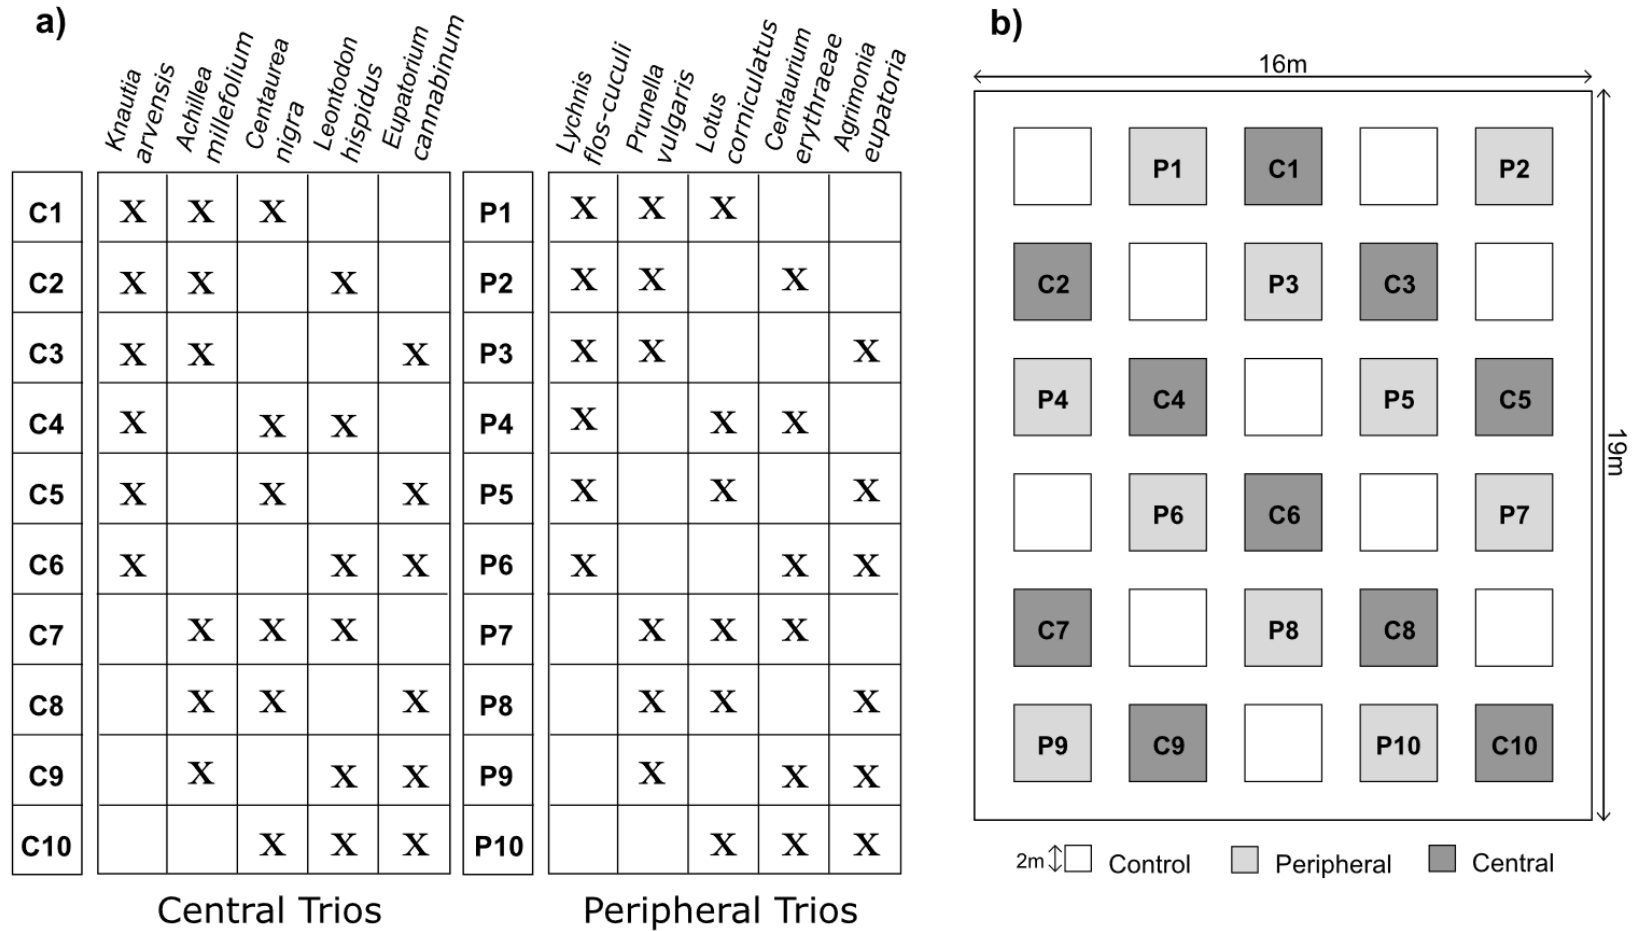 a)
Knautia
arvensis
Achillea
millefolium
Centaurea
nigra
Leontodon
hispidus
Eupatorium
cannabinum
Lychnis
flos-cuculi
Prunella
vulgaris
Lotus
corniculatus
Centaurium
erythraeae
Agrimonia
eupatoria
C1 X X X P1 X X X
C2 X X X P2 X X X
C3 X X X P3 X X X
C4 X X X P4 X X X
C5 X X X P5 X X X
C6 X X X P6 X X X
C7 X X X P7 X X X
C8 X X X P8 X X X
C9 X X X P9 X X X
C10 X X X P10 X X X
Central Trios Peripheral Trios
b)
16m
19m
P1 C1 P2
C2 P3 C3
P4 C4 P5 C5
P6 C6 P7
C7 P8 C8
P9 C9 P10 C10
2m Control Peripheral Central